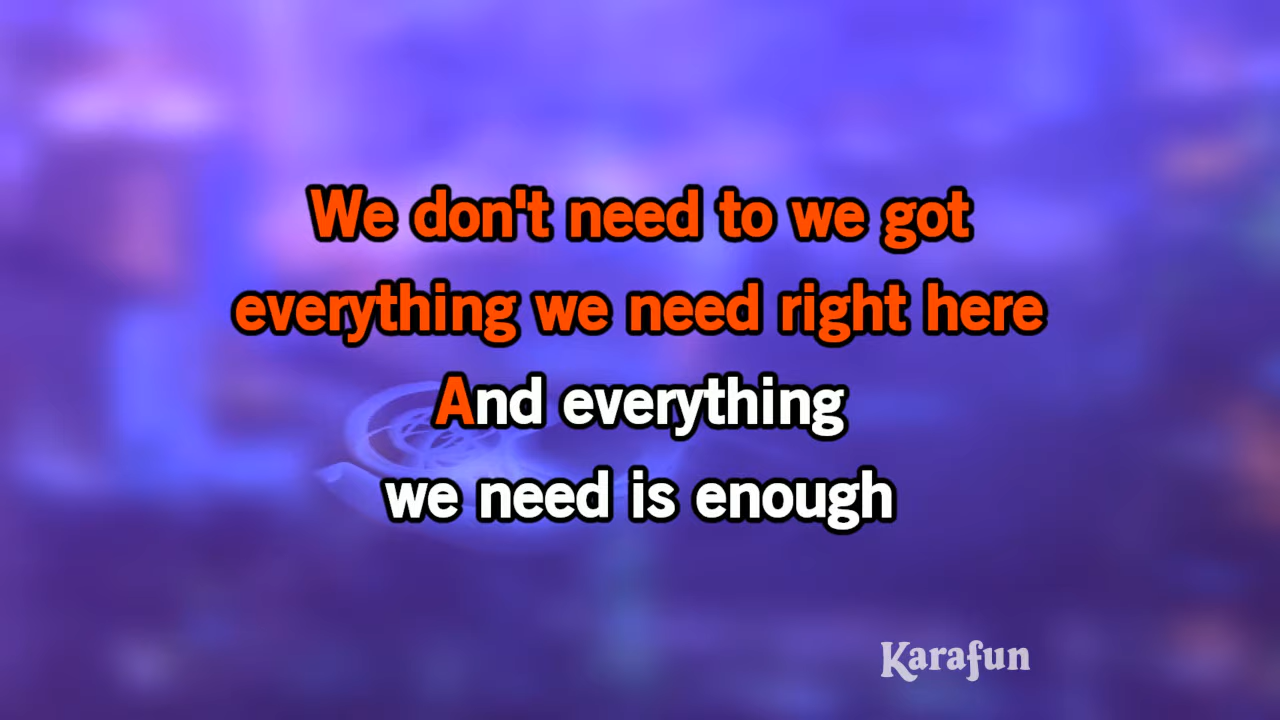 We don't need to we got
everything we need right here
And everything
we need is enough
Karafun